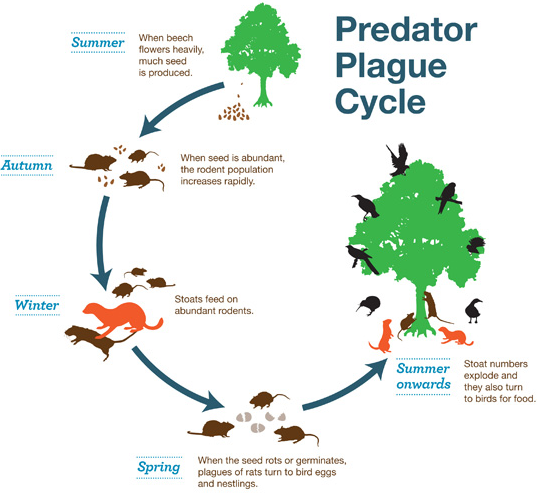 Predator
Plague
Cycle
Summer
When beech
flowers heavily,
much seed
is produced.
Autumn
When seed is abundant,
the rodent population
increases rapidly.
Winter
Stoats feed on
abundant rodents.
Spring
When the seed rots or germinates,
plagues of rats turn to bird eggs
and nestlings.
Summer
onwards
Stoat numbers
explode and
they also turn
to birds for food.